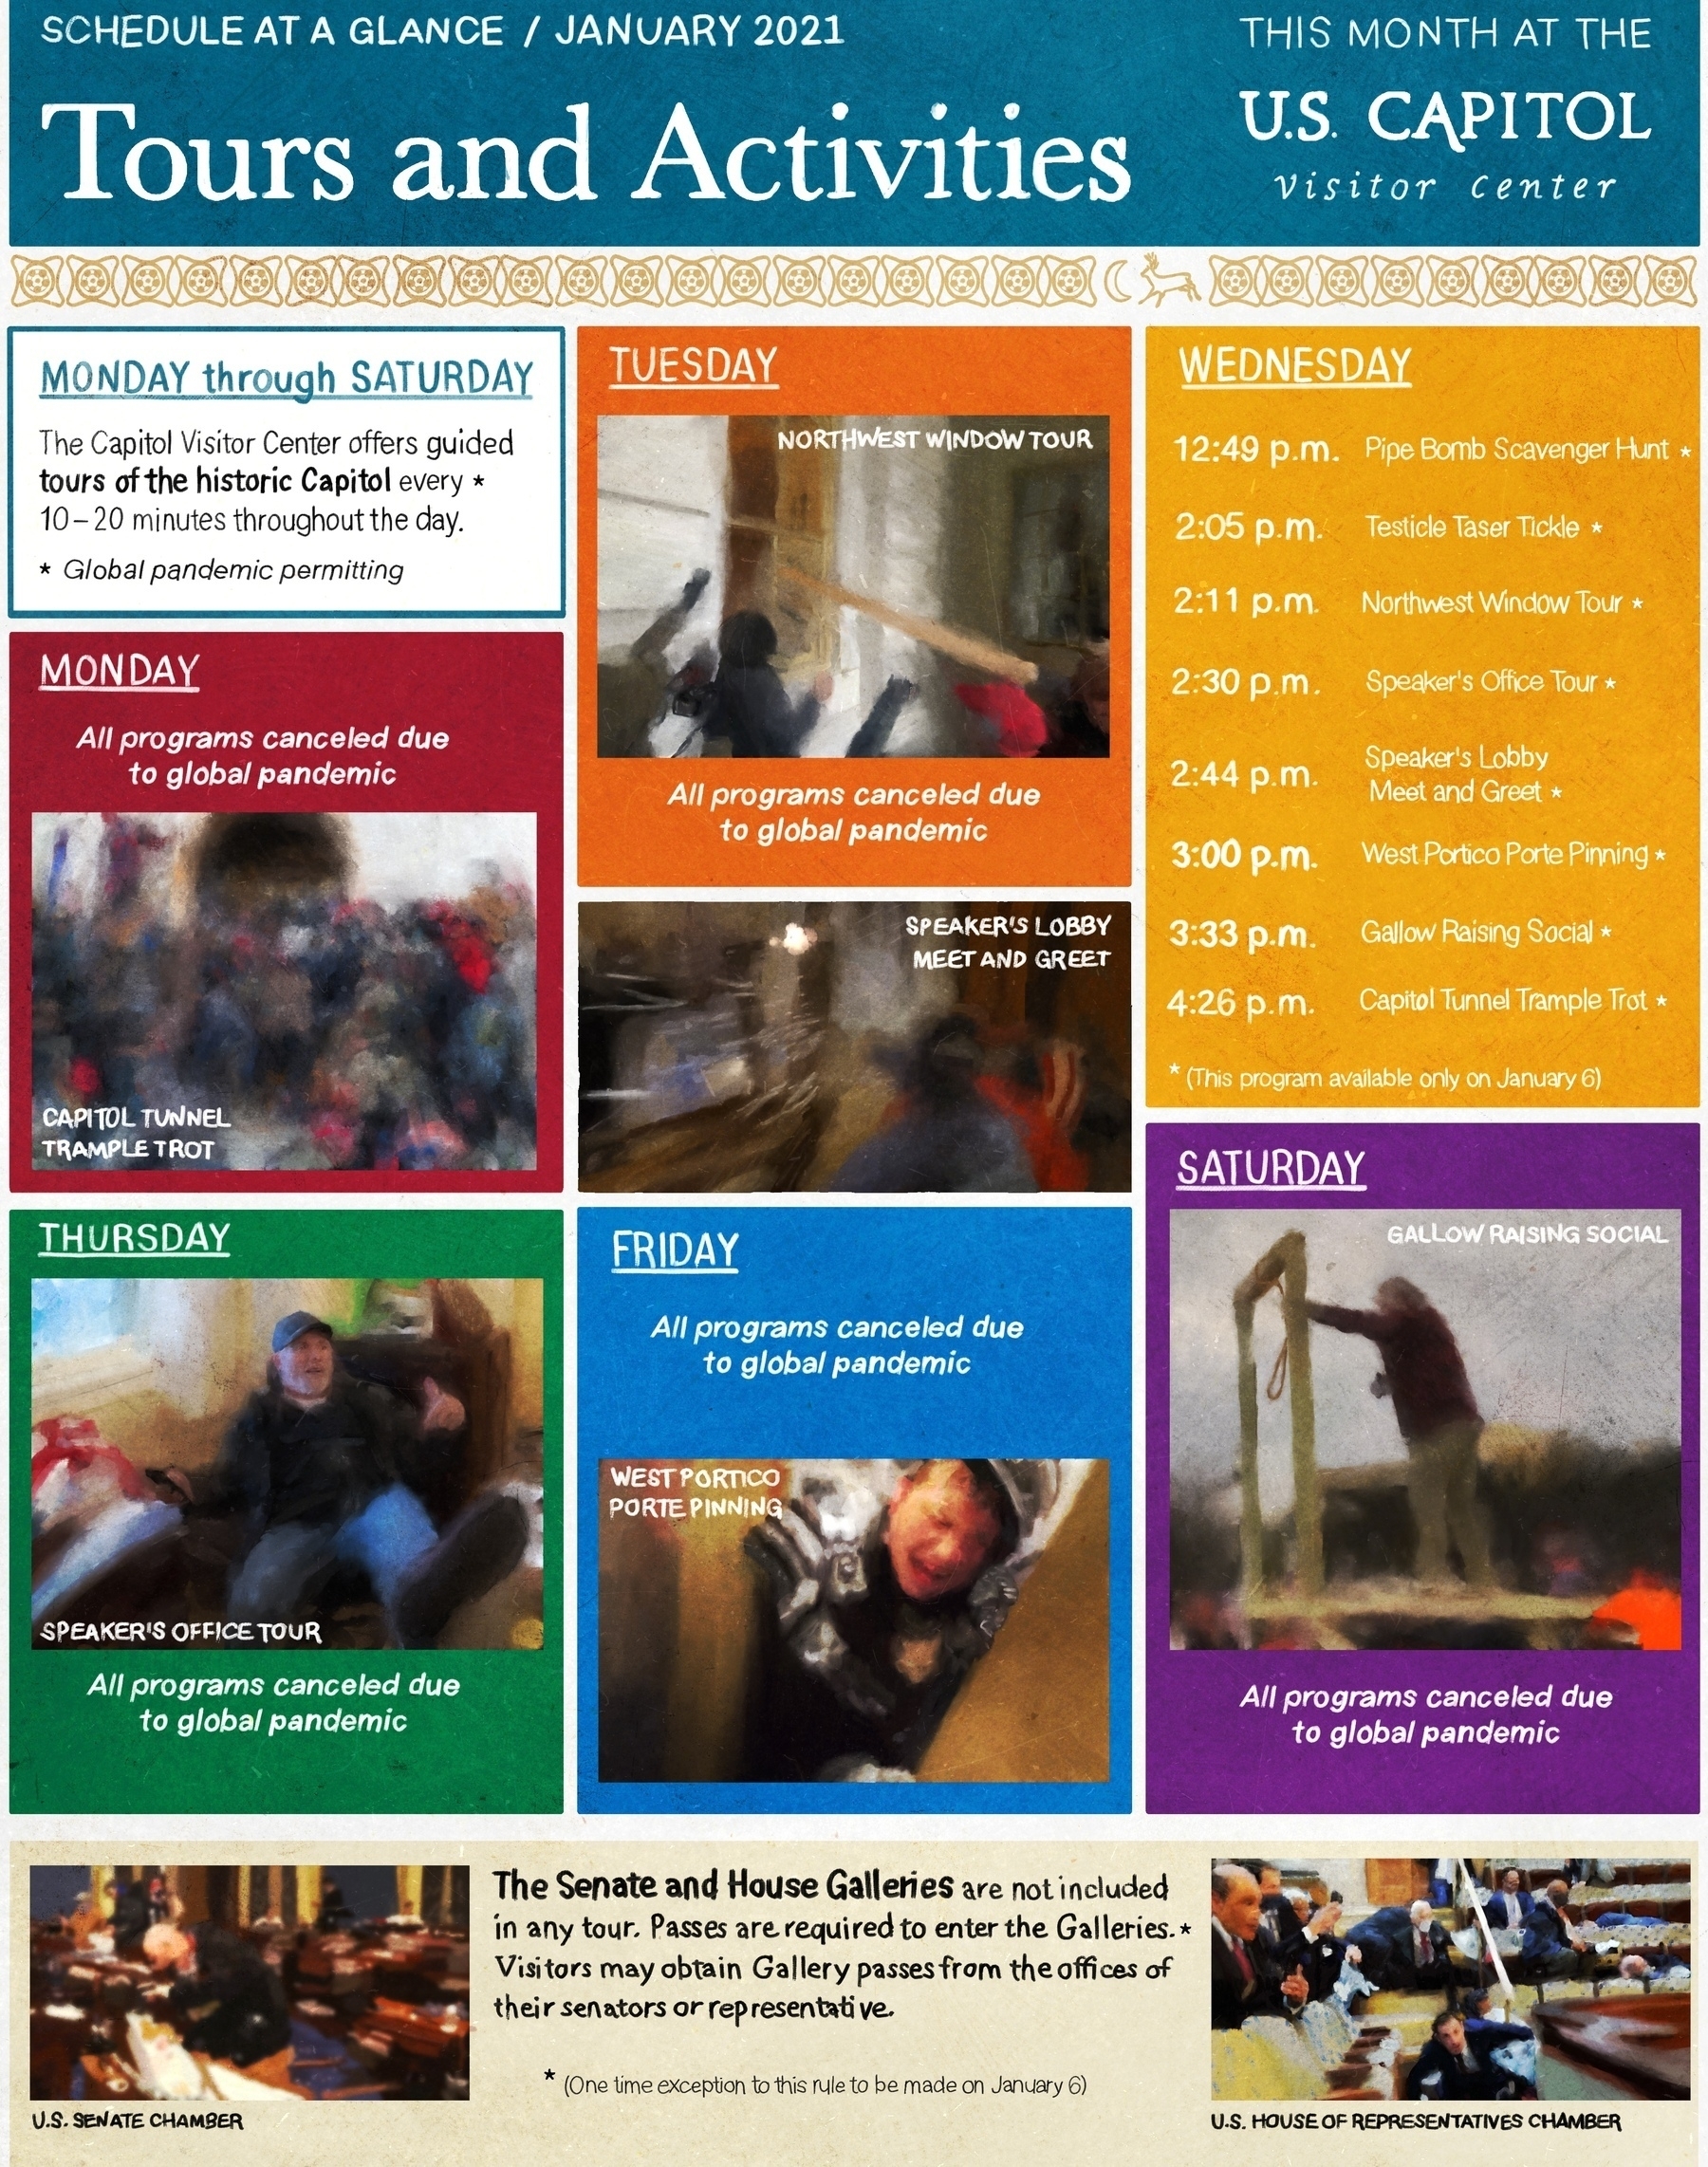 SCHEDULE AT A GLANCE / JANUARY 2021
Tours and Activities
THIS MONTH AT THE
U.S. CAPITOL
Visitor Center
MONDAY through SATURDAY
The Capitol Visitor Center offers guided
tours of the historic Capitol every *
10-20 minutes throughout the day.
* Global pandemic permitting
MONDAY
All programs canceled due
to global pandemic
CAPITOL TUNNEL
TRAMPLE TROT
TUESDAY
NORTHWEST WINDOW TOUR
All programs canceled due
to global pandemic
SPEAKER'S LOBBY
MEET AND GREET
WEDNESDAY
12:49 p.m. Pipe Bomb Scavenger Hunt *
2:05 p.m. Testicle Taser Tickle *
2:11 p.m. Northwest Window Tour *
2:30 p.m. Speaker's Office Tour *
2:44 p.m. Speaker's Lobby
Meet and Greet *
3:00 p.m. West Portico Porte Pinning *
3:33 p.m. Gallow Raising Social *
4:26 p.m. Capitol Tunnel Trample Trot *
* (This program available only on January 6)
THURSDAY
SPEAKER'S OFFICE TOUR
All programs canceled due
to global pandemic
FRIDAY
All programs canceled due
to global pandemic
WEST PORTICO
PORTE PINNING
SATURDAY
GALLOW RAISING SOCIAL
All programs canceled due
to global pandemic
The Senate and House Galleries are not included
in any tour. Passes are required to enter the Galleries.*
Visitors may obtain Gallery passes from the offices of
their senators or representative.
* (One time exception to this rule to be made on January 6)
U.S. SENATE CHAMBER
U.S. HOUSE OF REPRESENTATIVES CHAMBER